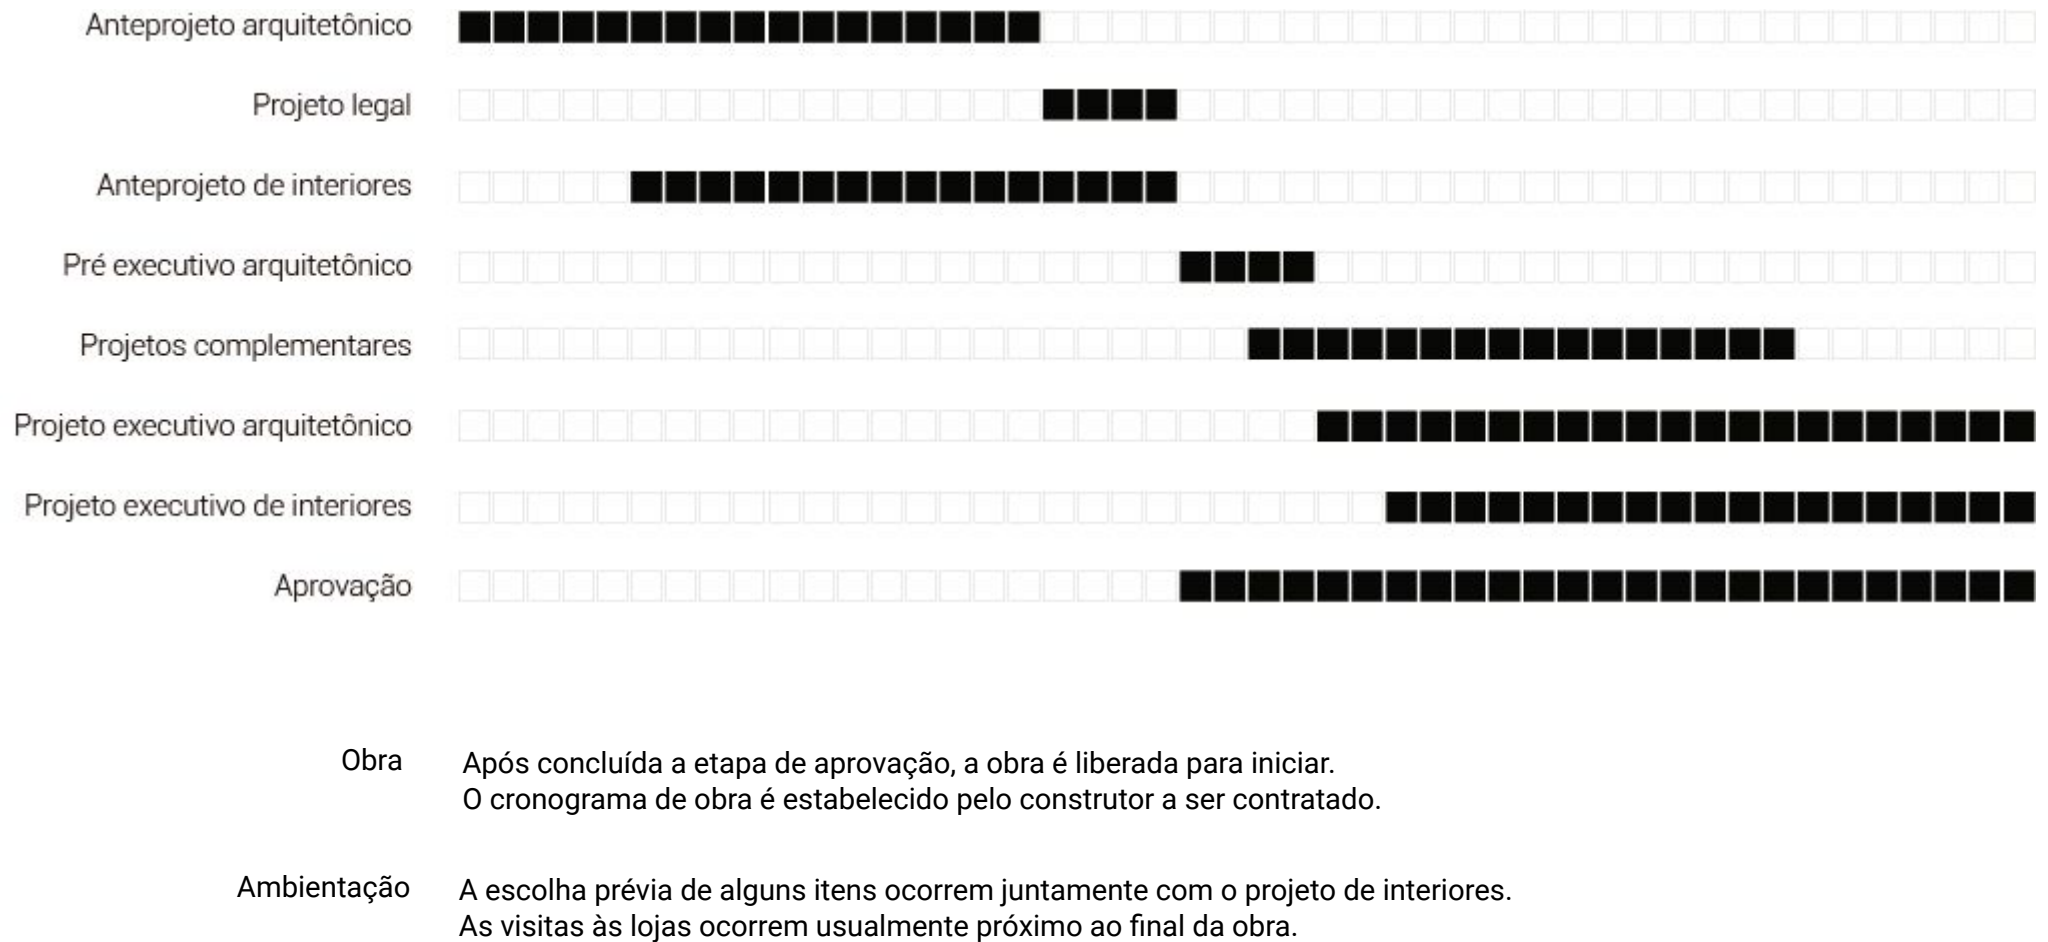 Anteprojeto arquitetônico
Projeto legal
Anteprojeto de interiores
Pré executivo arquitetônico
Projetos complementares
Projeto executivo arquitetônico
Projeto executivo de interiores
Aprovação
Obra
Após concluída a etapa de aprovação, a obra é liberada para iniciar.
O cronograma de obra é estabelecido pelo construtor a ser contratado.
Ambientação
A escolha prévia de alguns itens ocorrem juntamente com o projeto de interiores.
As visitas às lojas ocorrem usualmente próximo ao final da obra.